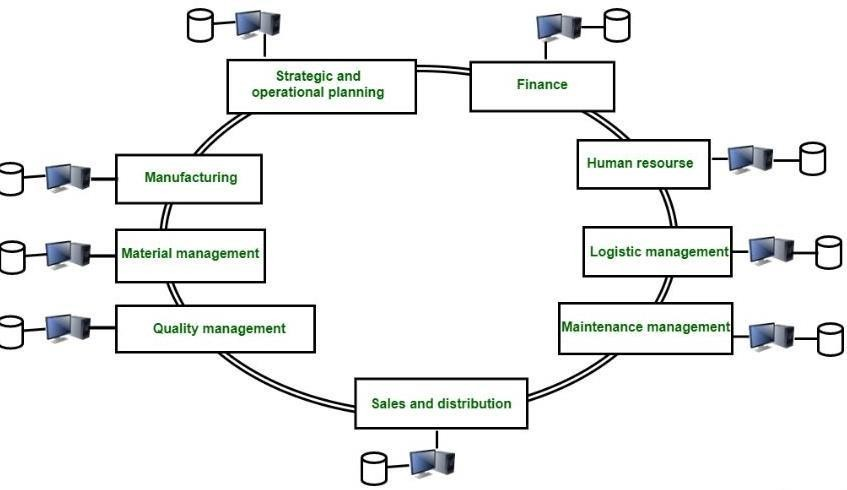 Strategic and
operational planning
Finance
Human resourse
Manufacturing
Logistic management
Material management
Maintenance management
Quality management
Sales and distribution